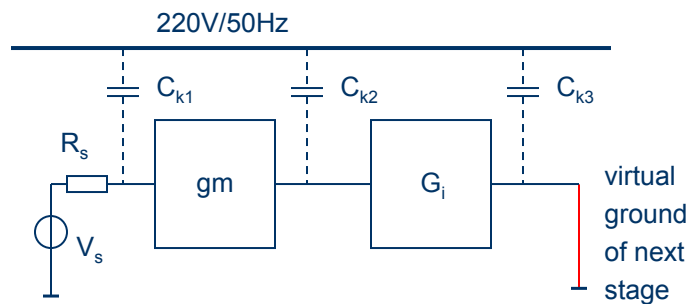 220V/50Hz
Ck1
Ck2
Ck3
Rs
gm
Gi
Vs
virtual
ground
of next
stage